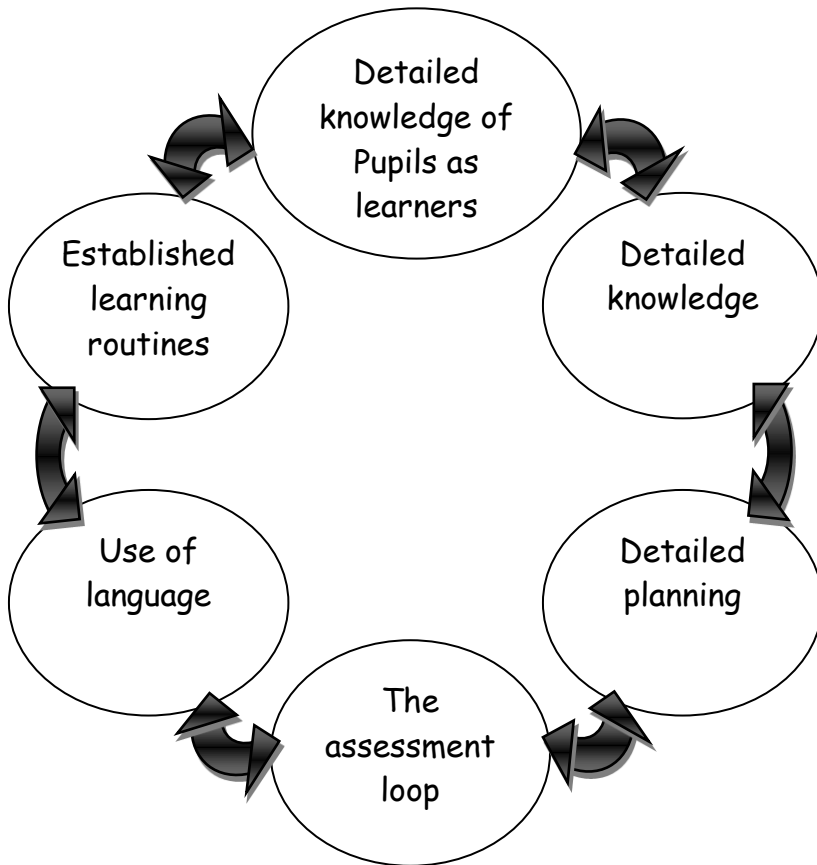 Detailed
knowledge of
Pupils as
learners
Established
learning
routines
Detailed
knowledge
Use of
language
Detailed
planning
The
assessment
loop